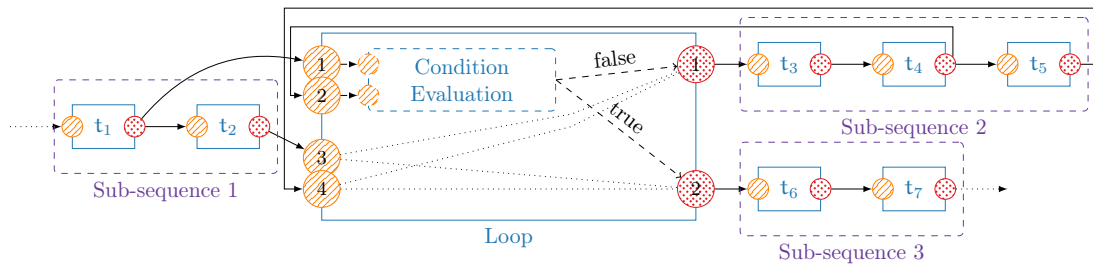 t1
t2
Sub-sequence 1
1
2
3
4
Condition
Evaluation
false
true
1
2
Loop
t3
t4
t5
Sub-sequence 2
t6
t7
Sub-sequence 3